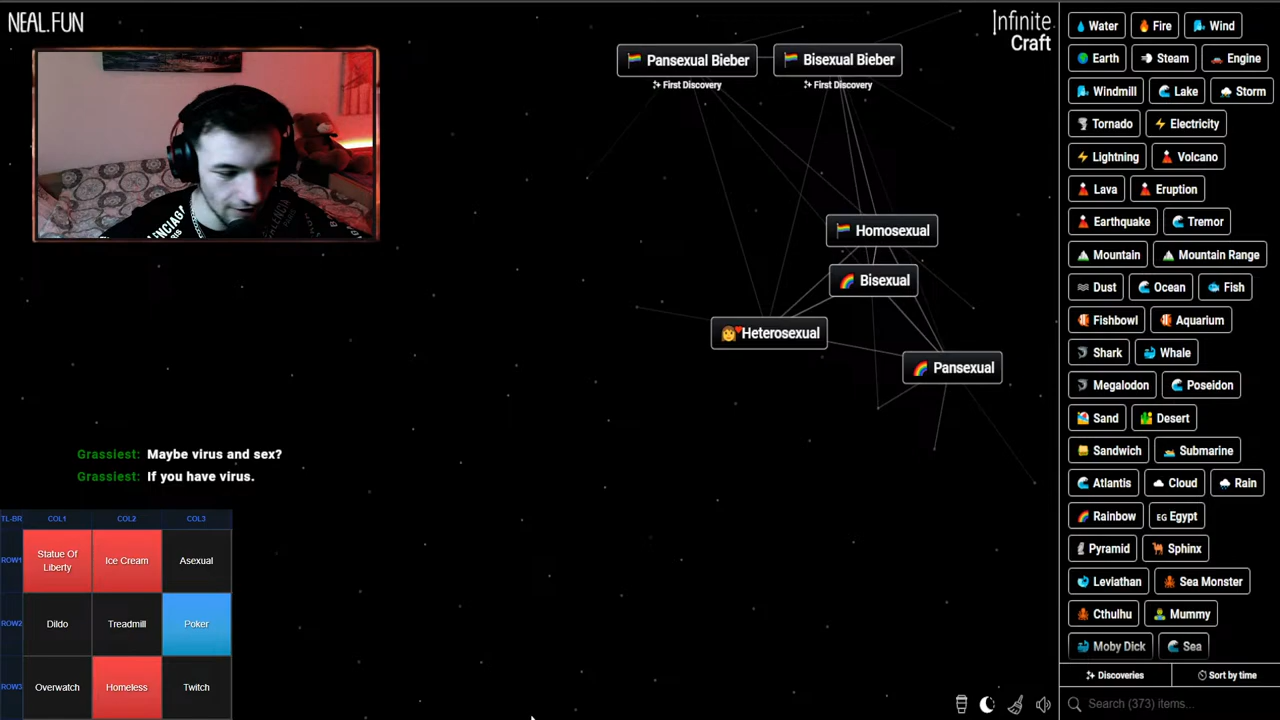 NEAL.FUN
Infinite
Craft
Pansexual Bieber
First Discovery
Bisexual Bieber
First Discovery
Homosexual
Bisexual
Heterosexual
Pansexual
Grassiest: Maybe virus and sex?
Grassiest: If you have virus.
TL-BR COL1 COL2 COL3
ROW1 Statue Of Liberty Ice Cream Asexual
ROW2 Dildo Treadmill Poker
ROW3 Overwatch Homeless Twitch
Water Fire Wind
Earth Steam Engine
Windmill Lake Storm
Tornado Electricity
Lightning Volcano
Lava Eruption
Earthquake Tremor
Mountain Mountain Range
Dust Ocean Fish
Fishbowl Aquarium
Shark Whale
Megalodon Poseidon
Sand Desert
Sandwich Submarine
Atlantis Cloud Rain
Rainbow EG Egypt
Pyramid Sphinx
Leviathan Sea Monster
Cthulhu Mummy
Moby Dick Sea
Discoveries Sort by time
Search (373) items...